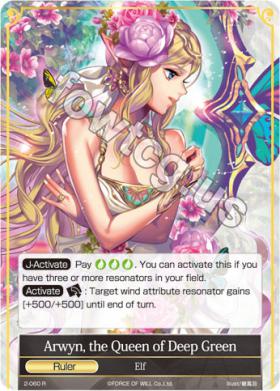 fowtcg.us
J-Activate Pay . You can activate this if you
have three or more resonators in your field.
Activate : Target wind attribute resonator gains
[+500/+500] until end of turn.
Arwyn, the Queen of Deep Green
Ruler Elf
2-060 R ©FORCE OF WILL Co.,Ltd.